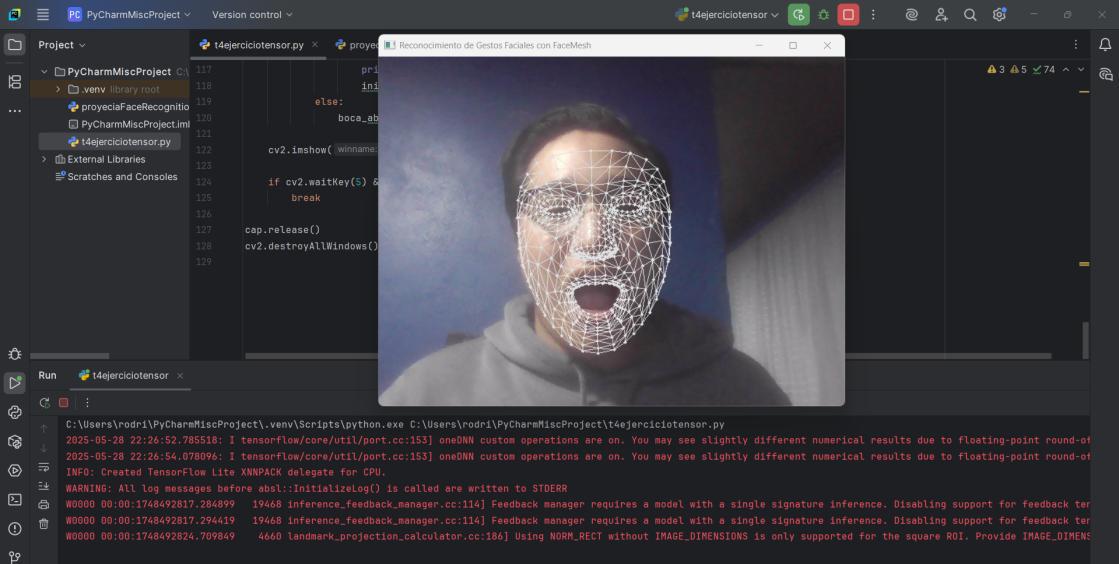 PC PyCharmMiscProject Version control t4ejerciciotensor
Project
t4ejerciciotensor.py
proyec
Reconocimiento de Gestos Faciales con FaceMesh
PyCharmMiscProject C:\
.venv library root
proyeciaFaceRecognitio
PyCharmMiscProject.iml
t4ejerciciotensor.py
External Libraries
Scratches and Consoles
3 5 74
117 pri
118 ini
119 else:
120 boca_ab
121
122 cv2.imshow( winname:
123
124 if cv2.waitKey(5) &
125 break
126
127 cap.release()
128 cv2.destroyAllWindows()
129
Run t4ejerciciotensor
C:\Users\rodri\PyCharmMiscProject\.venv\Scripts\python.exe C:\Users\rodri\PyCharmMiscProject\t4ejerciciotensor.py
2025-05-28 22:26:52.785518: I tensorflow/core/util/port.cc:153] oneDNN custom operations are on. You may see slightly different numerical results due to floating-point round-of
2025-05-28 22:26:54.078096: I tensorflow/core/util/port.cc:153] oneDNN custom operations are on. You may see slightly different numerical results due to floating-point round-of
INFO: Created TensorFlow Lite XNNPACK delegate for CPU.
WARNING: All log messages before absl::InitializeLog() is called are written to STDERR
W0000 00:00:1748492817.284899 19468 inference_feedback_manager.cc:114] Feedback manager requires a model with a single signature inference. Disabling support for feedback ten
W0000 00:00:1748492817.294419 19468 inference_feedback_manager.cc:114] Feedback manager requires a model with a single signature inference. Disabling support for feedback ten
W0000 00:00:1748492824.709849 4660 landmark_projection_calculator.cc:186] Using NORM_RECT without IMAGE_DIMENSIONS is only supported for the square ROI. Provide IMAGE_DIMENS